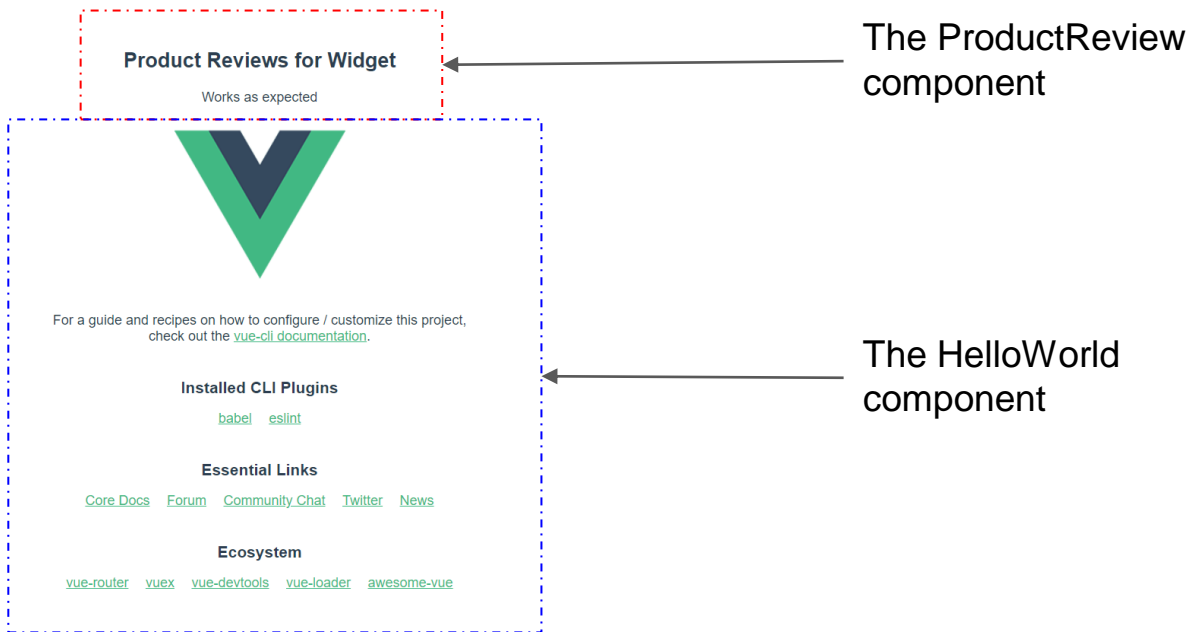 Product Reviews for Widget
Works as expected
The ProductReview
component
For a guide and recipes on how to configure / customize this project,
check out the vue-cli documentation.
Installed CLI Plugins
babel eslint
Essential Links
Core Docs Forum Community Chat Twitter News
Ecosystem
vue-router vuex vue-devtools vue-loader awesome-vue
The HelloWorld
component